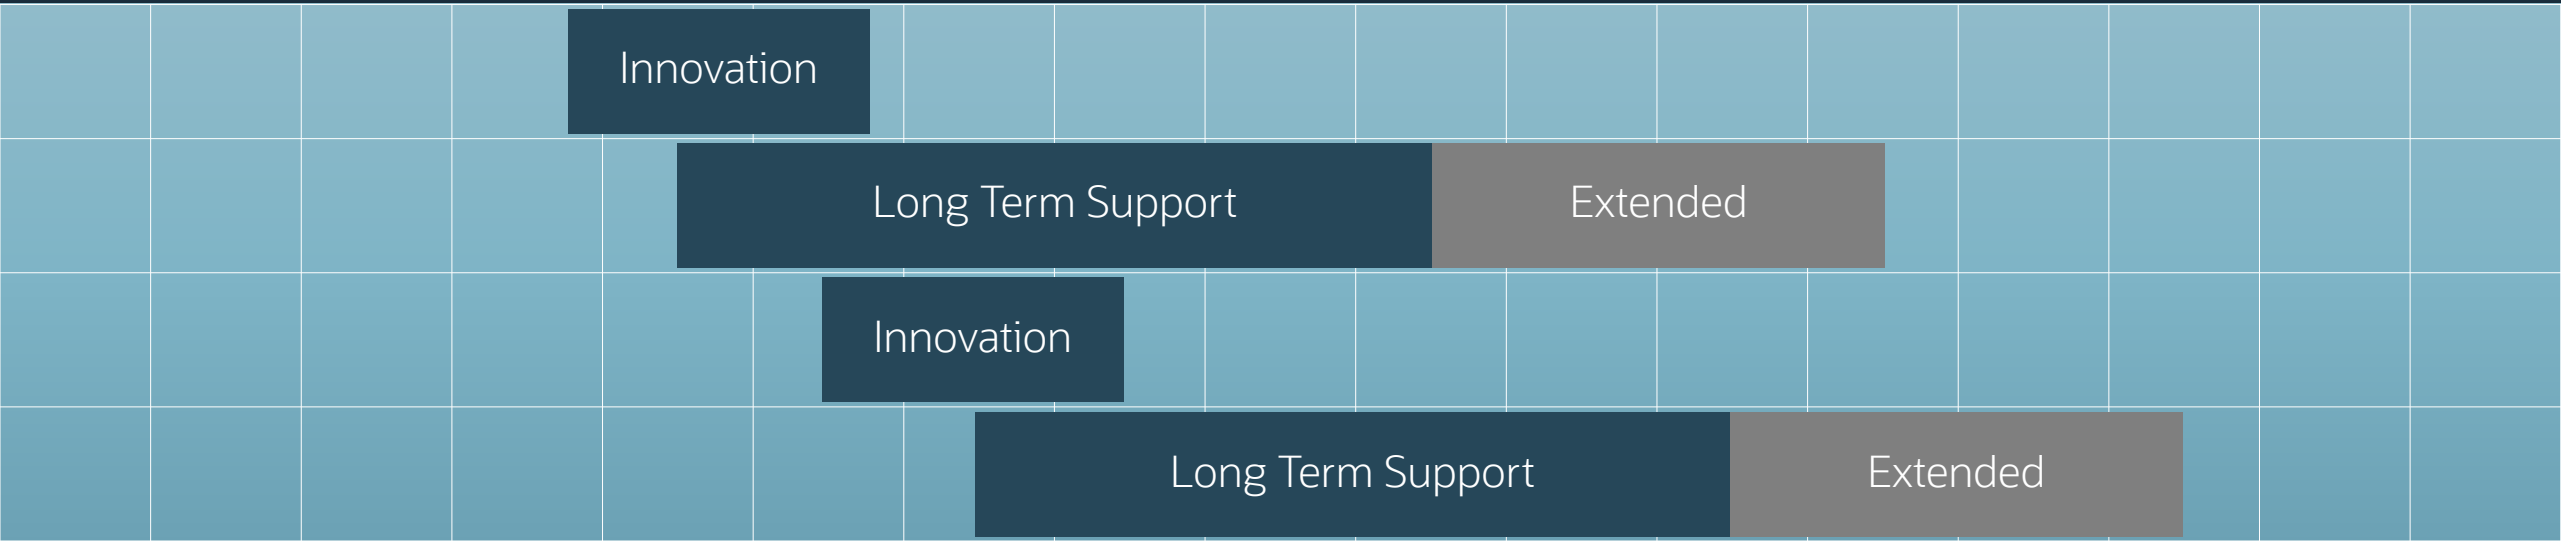 Innovation
Long Term Support Extended
Innovation
Long Term Support Extended